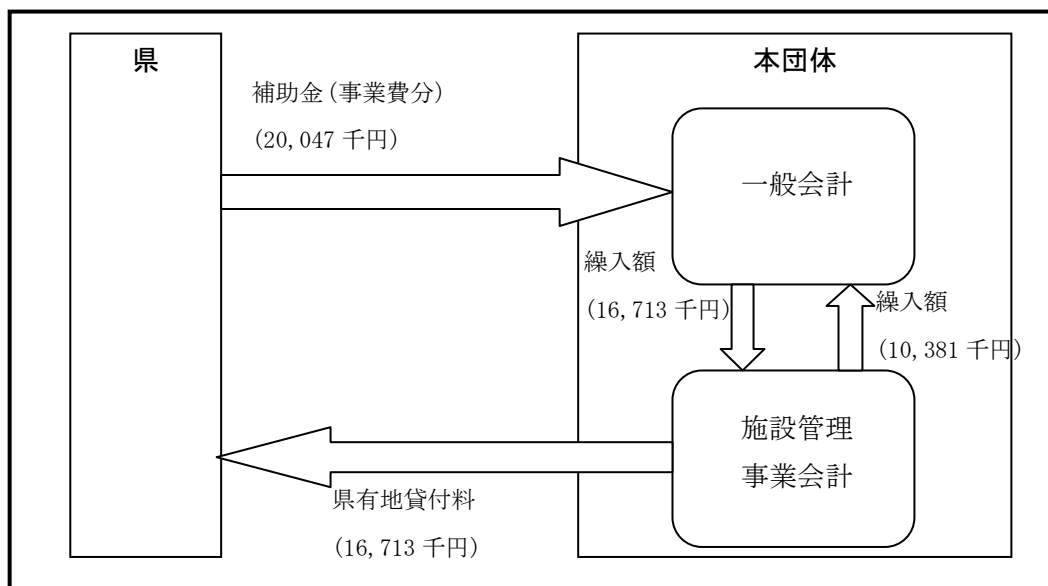 県
本団体
補助金(事業費分)
(20,047 千円)
一般会計
繰入額
(16,713 千円)
繰入額
(10,381 千円)
施設管理
事業会計
県有地貸付料
(16,713 千円)